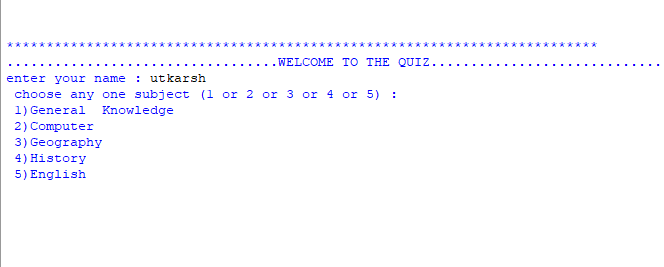 **************************************************************************
..................................WELCOME TO THE QUIZ.............................
enter your name : utkarsh
choose any one subject (1 or 2 or 3 or 4 or 5) :
1)General  Knowledge
2)Computer
3)Geography
4)History
5)English